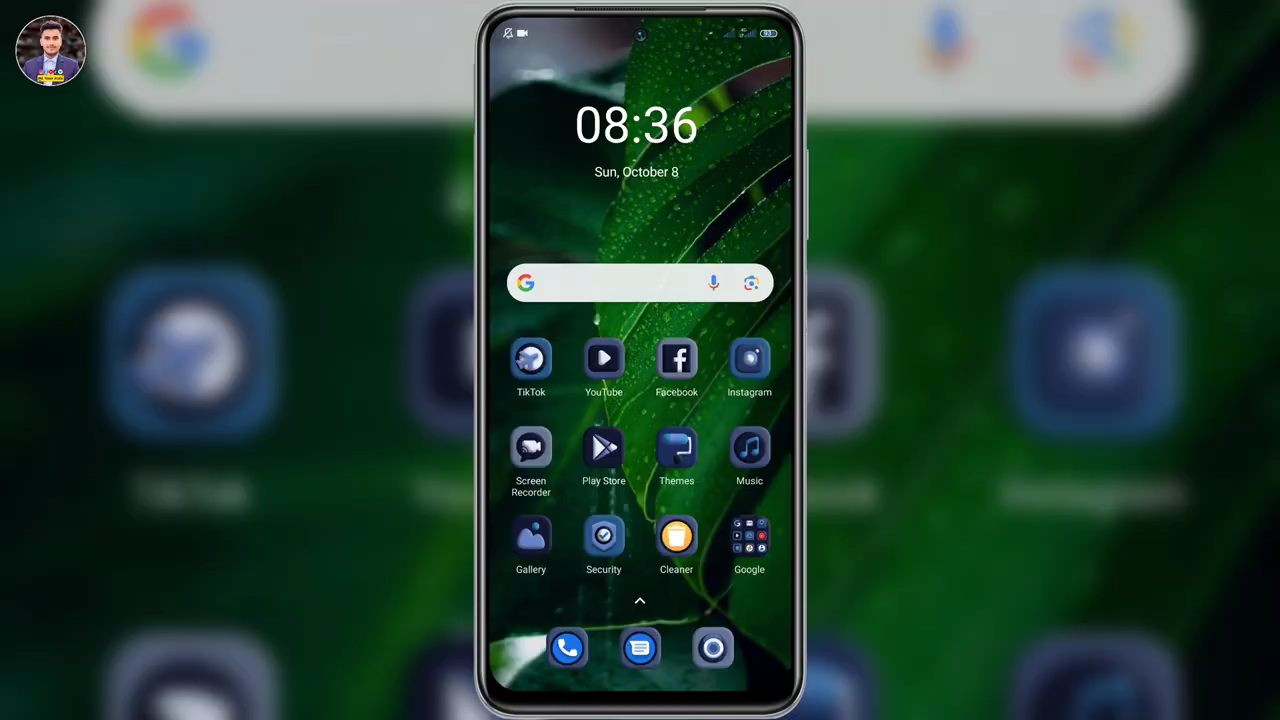 93
08:36
Sun, October 8
TikTok
YouTube
Facebook
Instagram
Screen
Recorder
Play Store
Themes
Music
Gallery
Security
Cleaner
Google